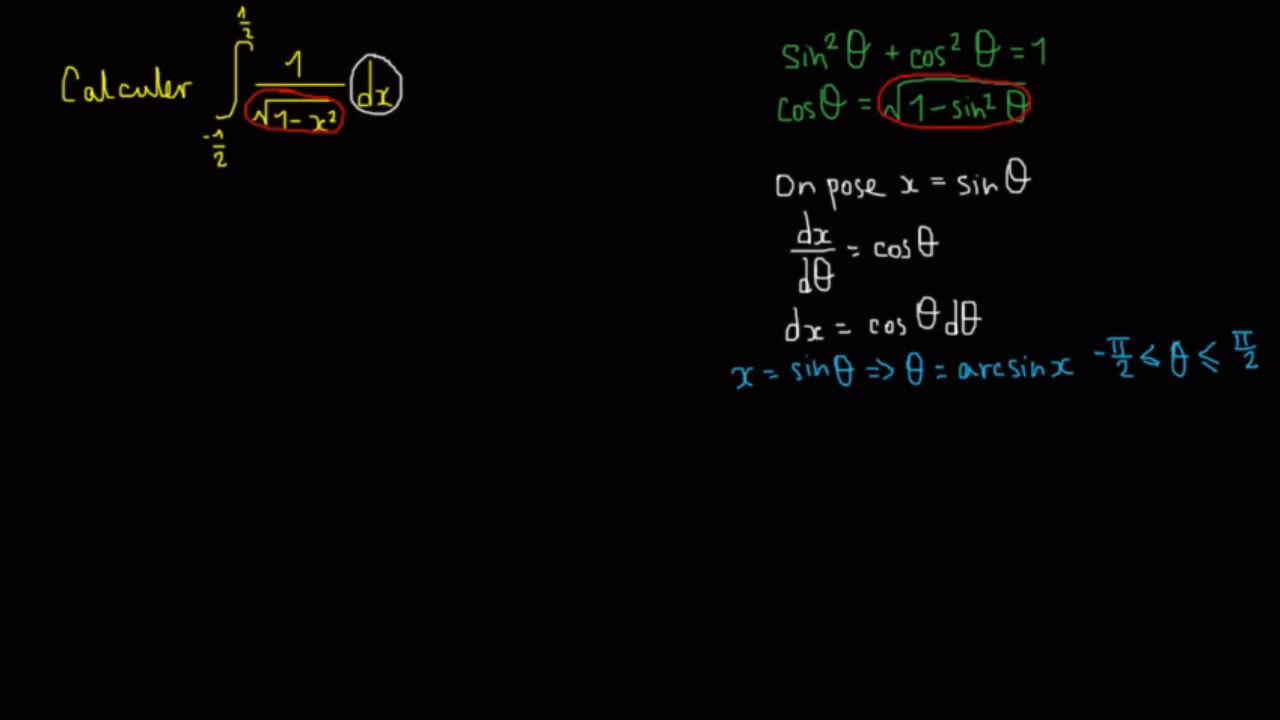 Calculer ∫_{-1/2}^{1/2} 1/√(1-x²) dx
sin²θ + cos²θ = 1
cosθ = √(1-sin²θ)
On pose x = sinθ
dx/dθ = cosθ
dx = cosθ dθ
x = sinθ ⇒ θ = arcsin x -π/2 ≤ θ ≤ π/2